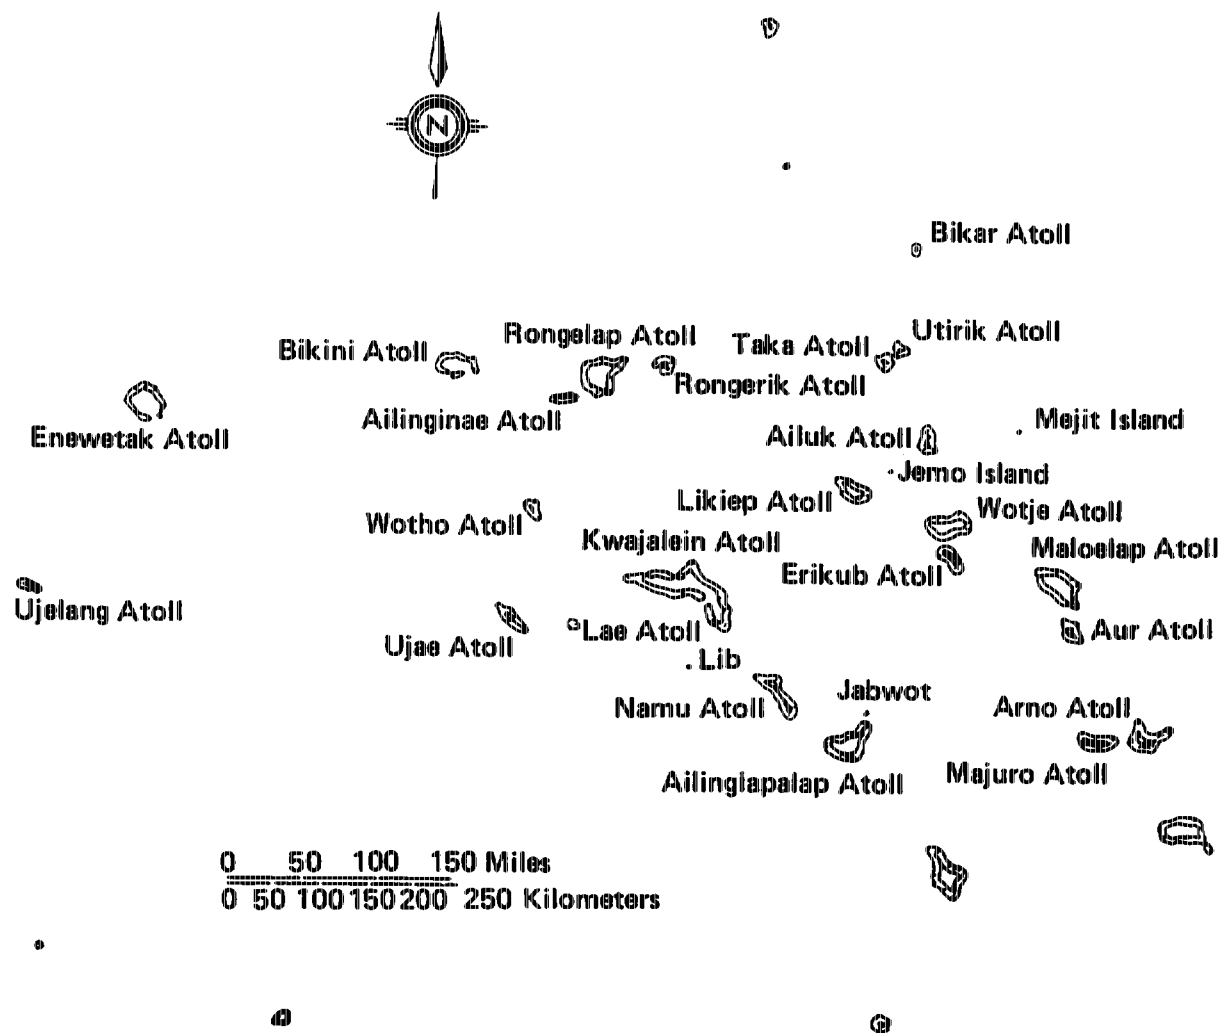 N
Bikar Atoll
Rongelap Atoll
Utirik Atoll
Bikini Atoll
Taka Atoll
Rongerik Atoll
Ailinginae Atoll
Enewetak Atoll
Mejit Island
Ailuk Atoll
Jemo Island
Likiep Atoll
Wotje Atoll
Wotho Atoll
Kwajalein Atoll
Maloelap Atoll
Erikub Atoll
Ujelang Atoll
Lae Atoll
Aur Atoll
Ujae Atoll
Lib
Jabwot
Namu Atoll
Arno Atoll
Majuro Atoll
Ailinglapalap Atoll
0 50 100 150 Miles
0 50 100 150 200 250 Kilometers